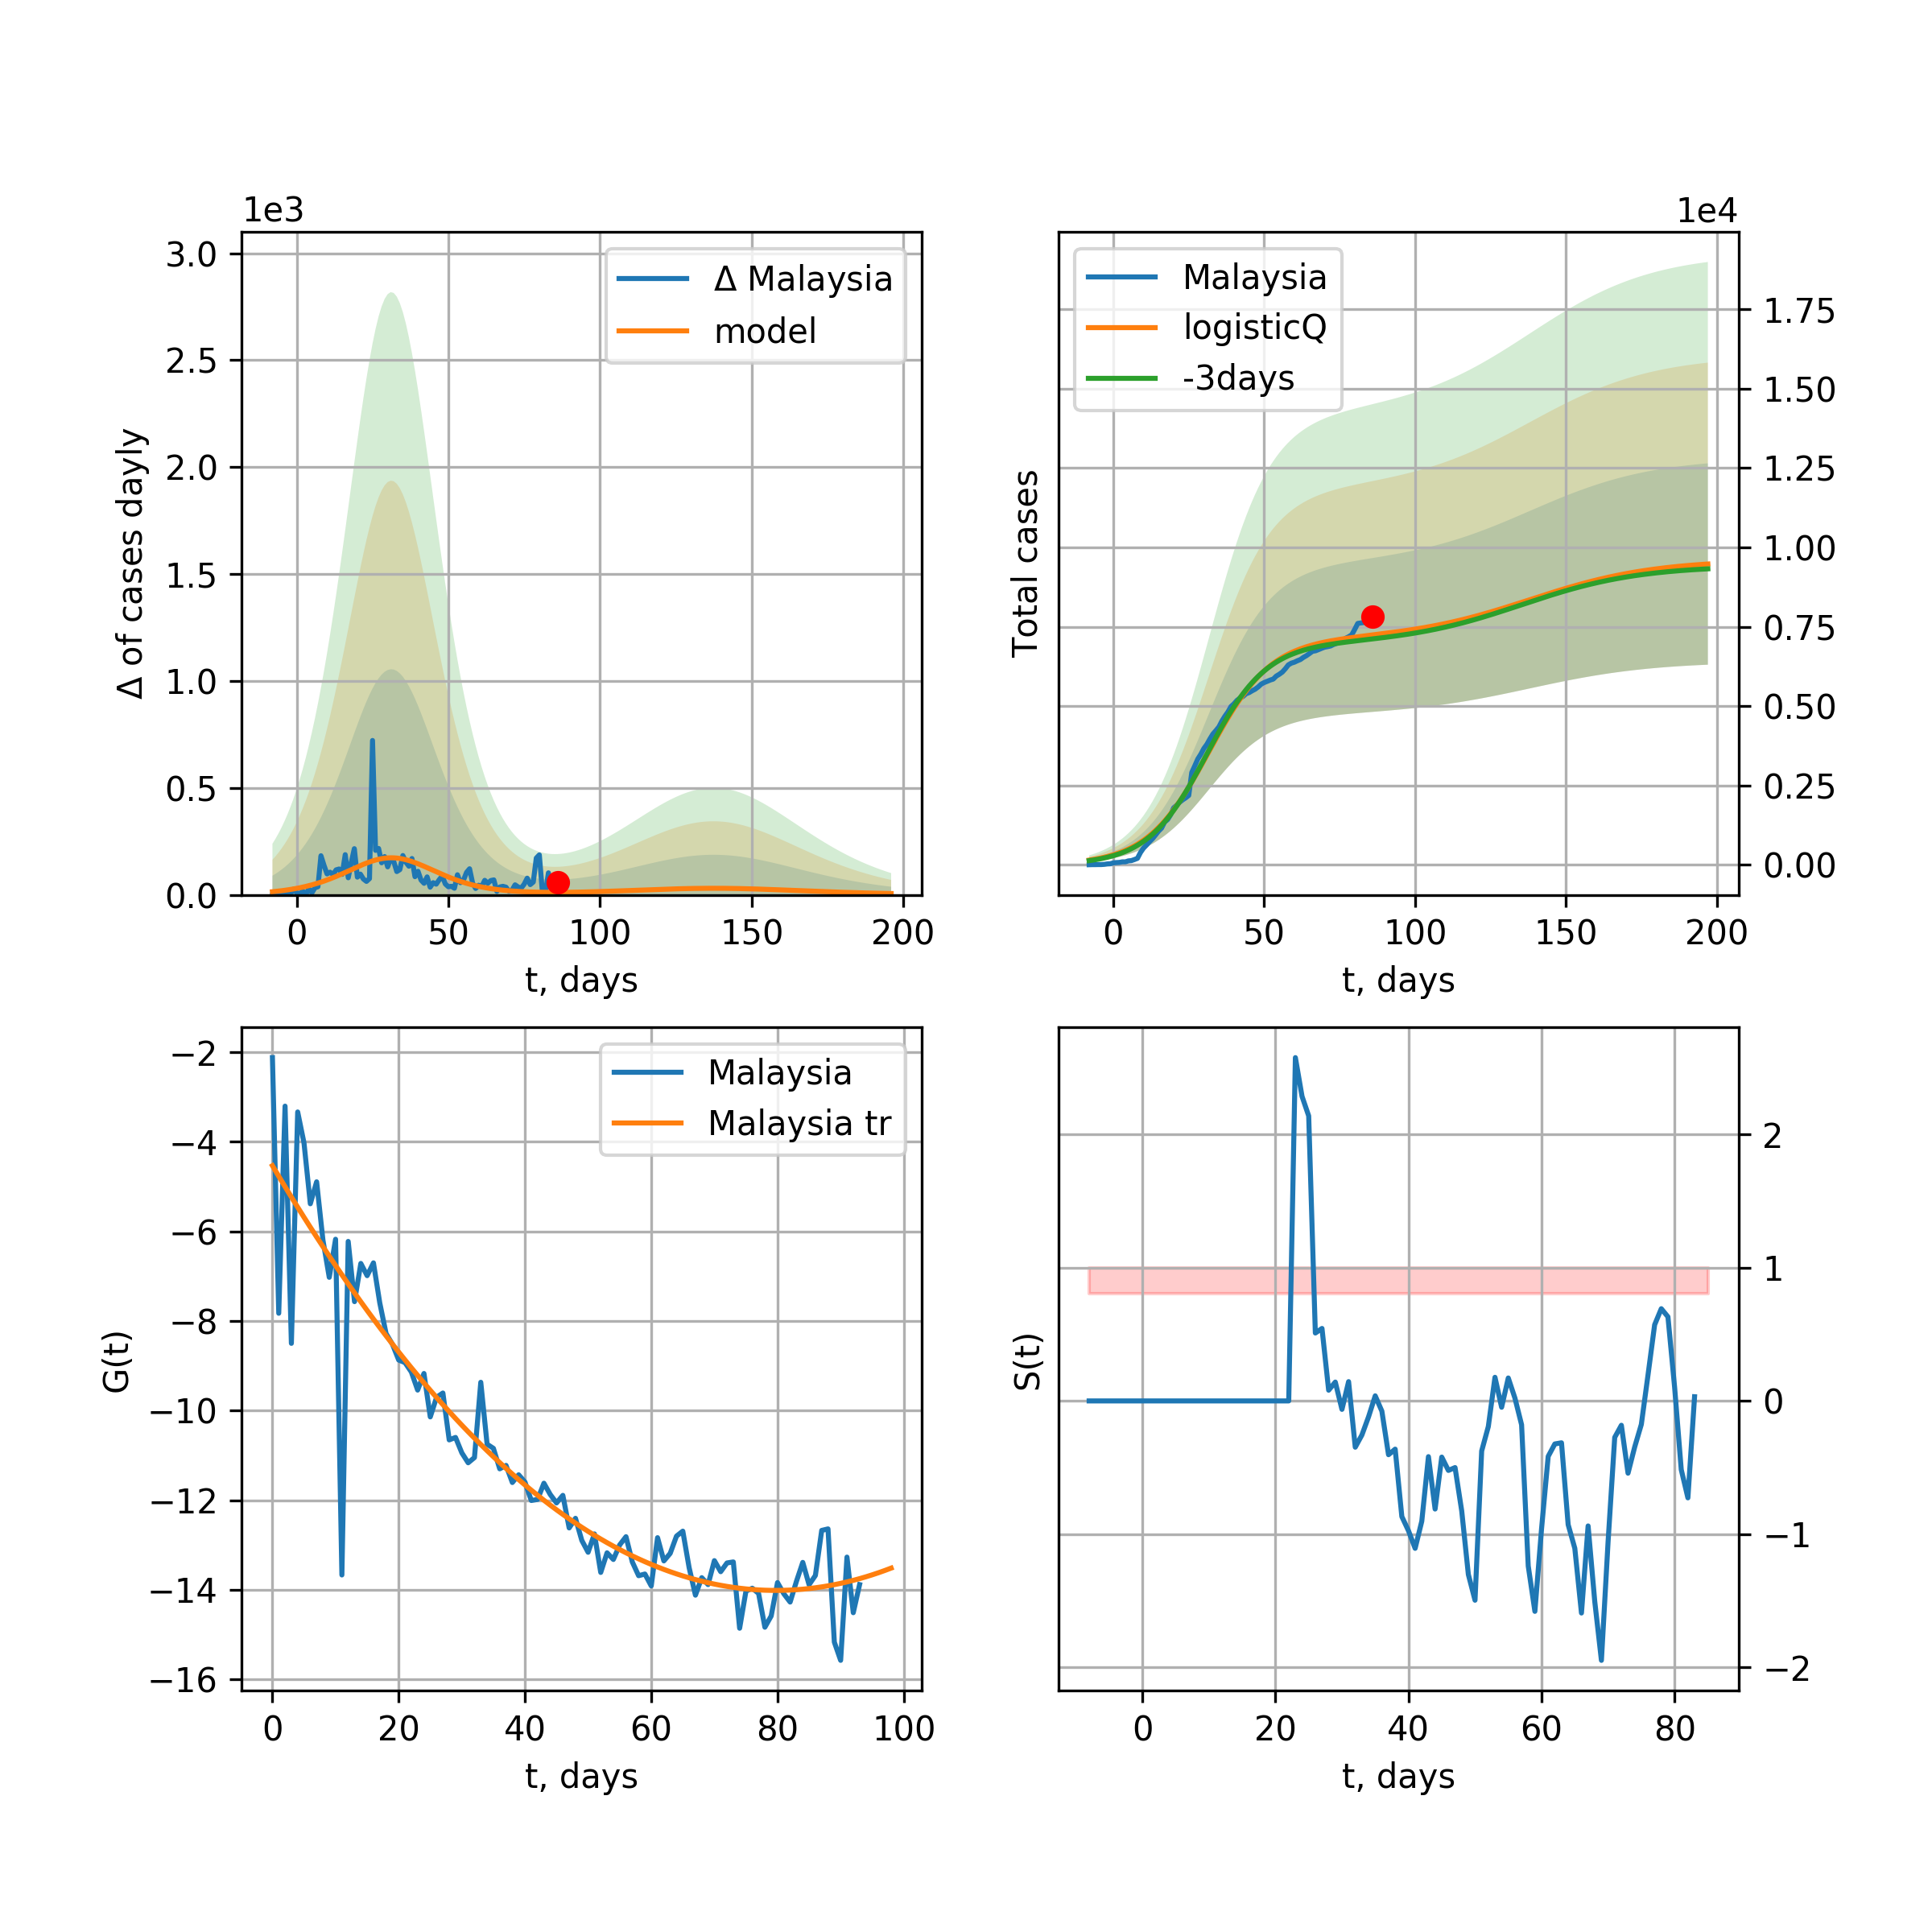 1e3
3.0
2.5
2.0
1.5
1.0
0.5
0.0
Δ of cases dayly
Δ Malaysia
model
0 50 100 150 200
t, days
1e4
Total cases
Malaysia
logisticQ
-3days
1.75
1.50
1.25
1.00
0.75
0.50
0.25
0.00
0 50 100 150 200
t, days
−2
−4
−6
−8
−10
−12
−14
−16
G(t)
Malaysia
Malaysia tr
0 20 40 60 80 100
t, days
S(t)
2
1
0
−1
−2
0 20 40 60 80
t, days